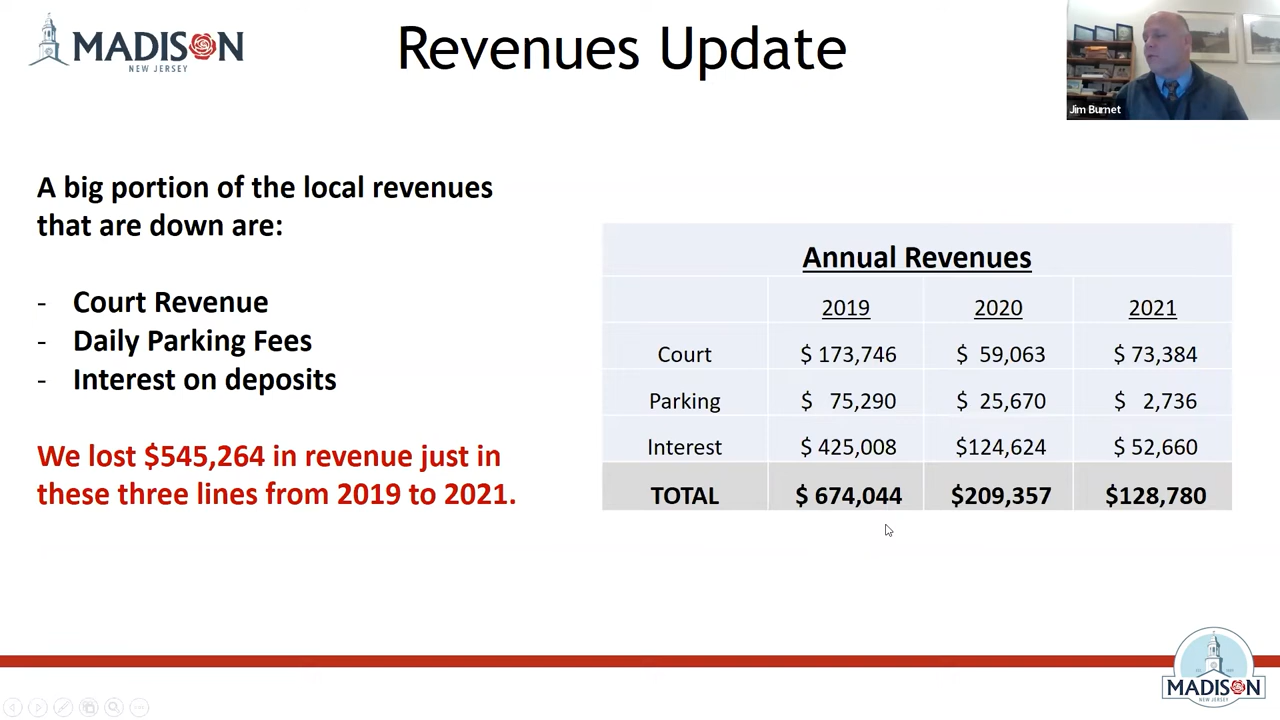 MADISON
NEW JERSEY
Revenues Update
Jim Burnet
A big portion of the local revenues
that are down are:
- Court Revenue
- Daily Parking Fees
- Interest on deposits
We lost $545,264 in revenue just in
these three lines from 2019 to 2021.
Annual Revenues
2019 2020 2021
Court $ 173,746 $ 59,063 $ 73,384
Parking $ 75,290 $ 25,670 $ 2,736
Interest $ 425,008 $124,624 $ 52,660
TOTAL $ 674,044 $209,357 $128,780
MADISON
NEW JERSEY